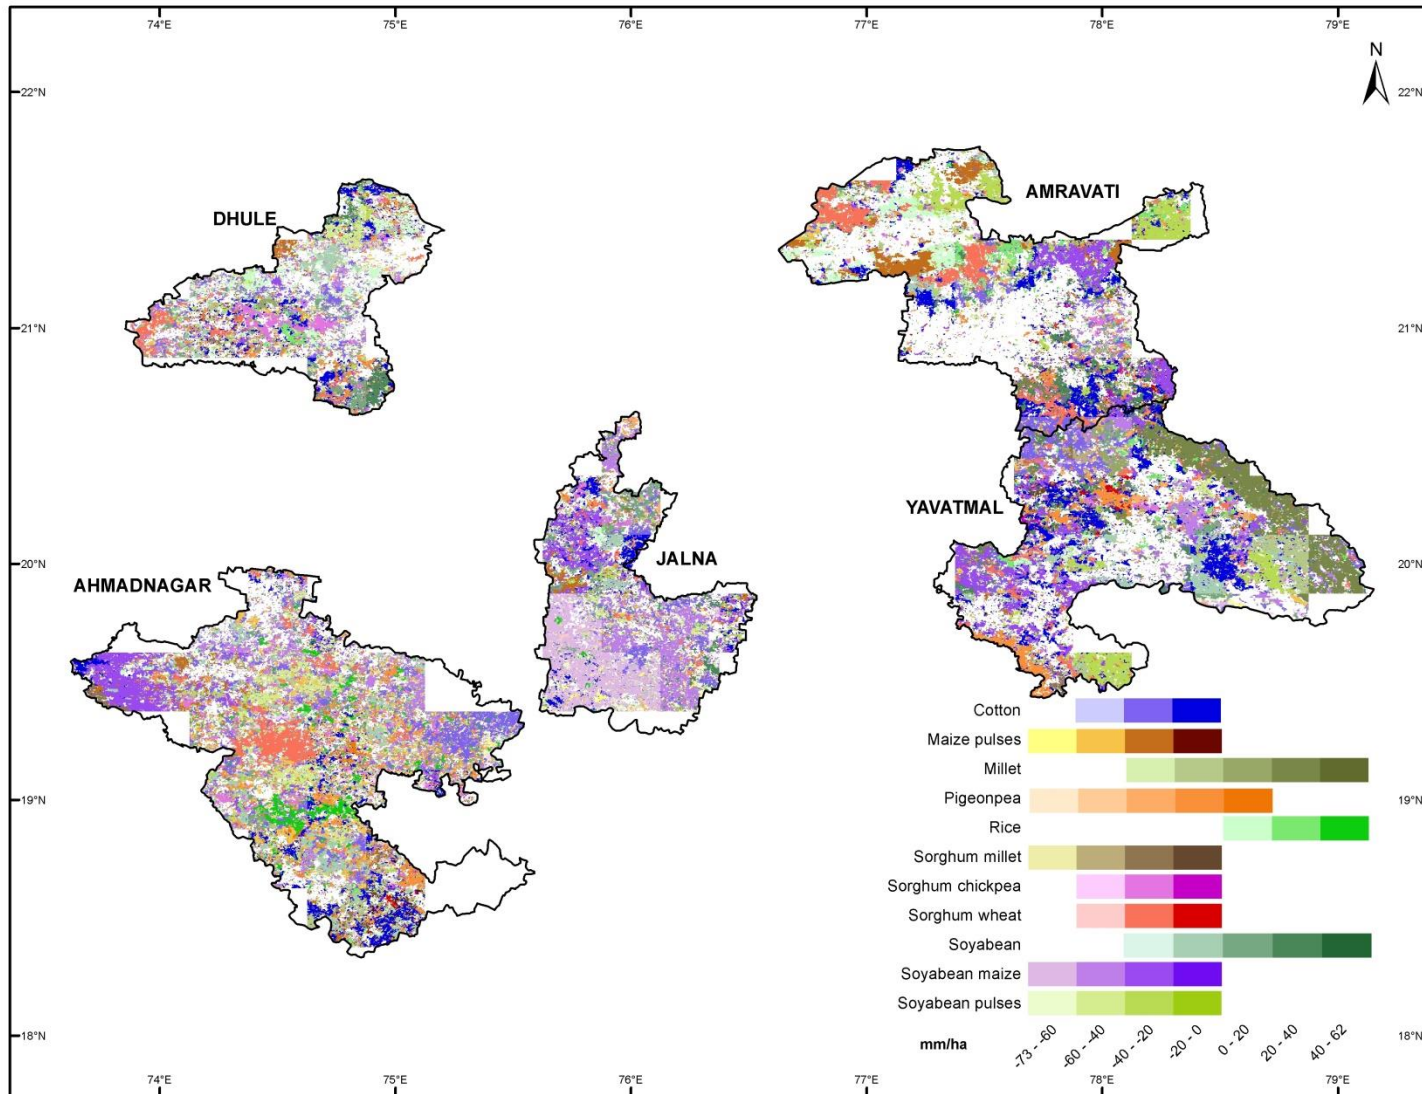 74°E 75°E 76°E 77°E 78°E 79°E
N
22°N 22°N
AMRAVATI
DHULE
21°N 21°N
YAVATMAL
JALNA
20°N 20°N
AHMADNAGAR
Cotton
Maize pulses
Millet
19°N 19°N
Pigeonpea
Rice
Sorghum millet
Sorghum chickpea
Sorghum wheat
Soyabean
Soyabean maize
Soyabean pulses
mm/ha
-73 - -60
-60 - -40
-40 - -20
-20 - 0
0 - 20
20 - 40
40 - 62
18°N 18°N
74°E 75°E 76°E 77°E 78°E 79°E